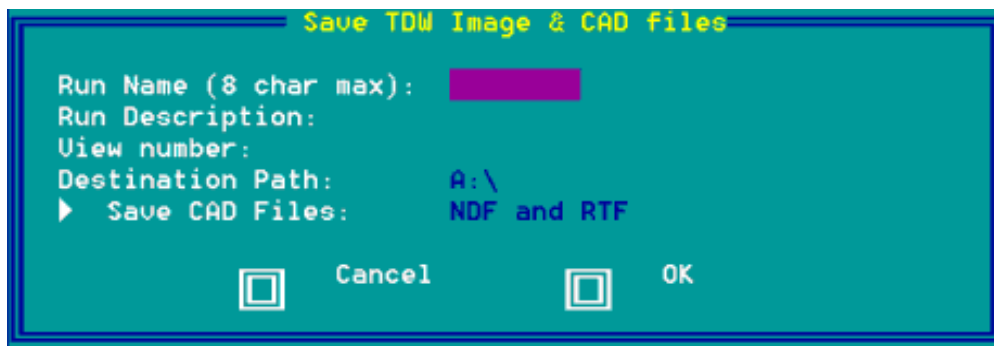 Save TDW Image & CAD files
Run Name (8 char max):
Run Description:
View number:
Destination Path: A:\
Save CAD Files: NDF and RTF
Cancel OK